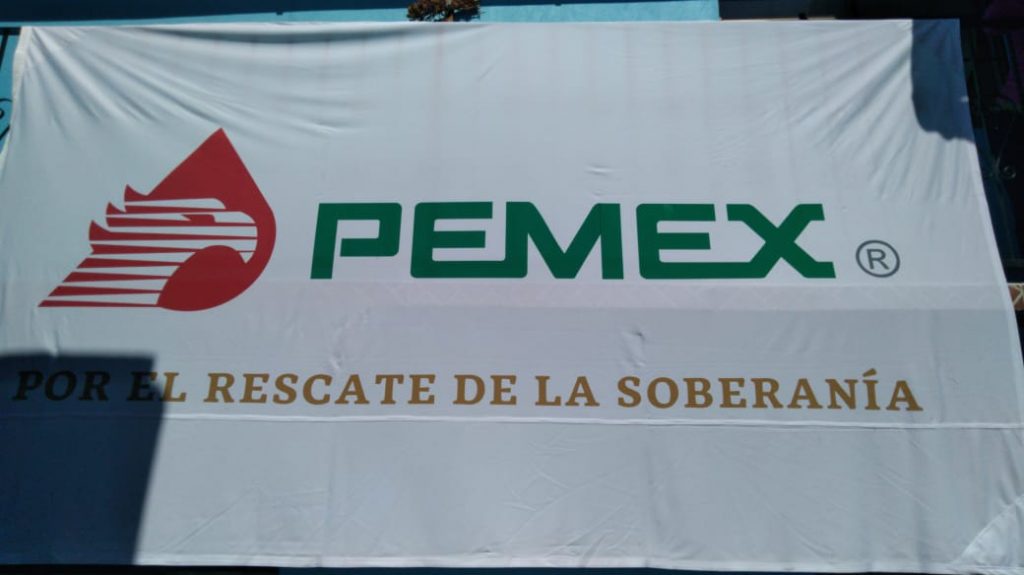 PEMEX ®
POR EL RESCATE DE LA SOBERANÍA